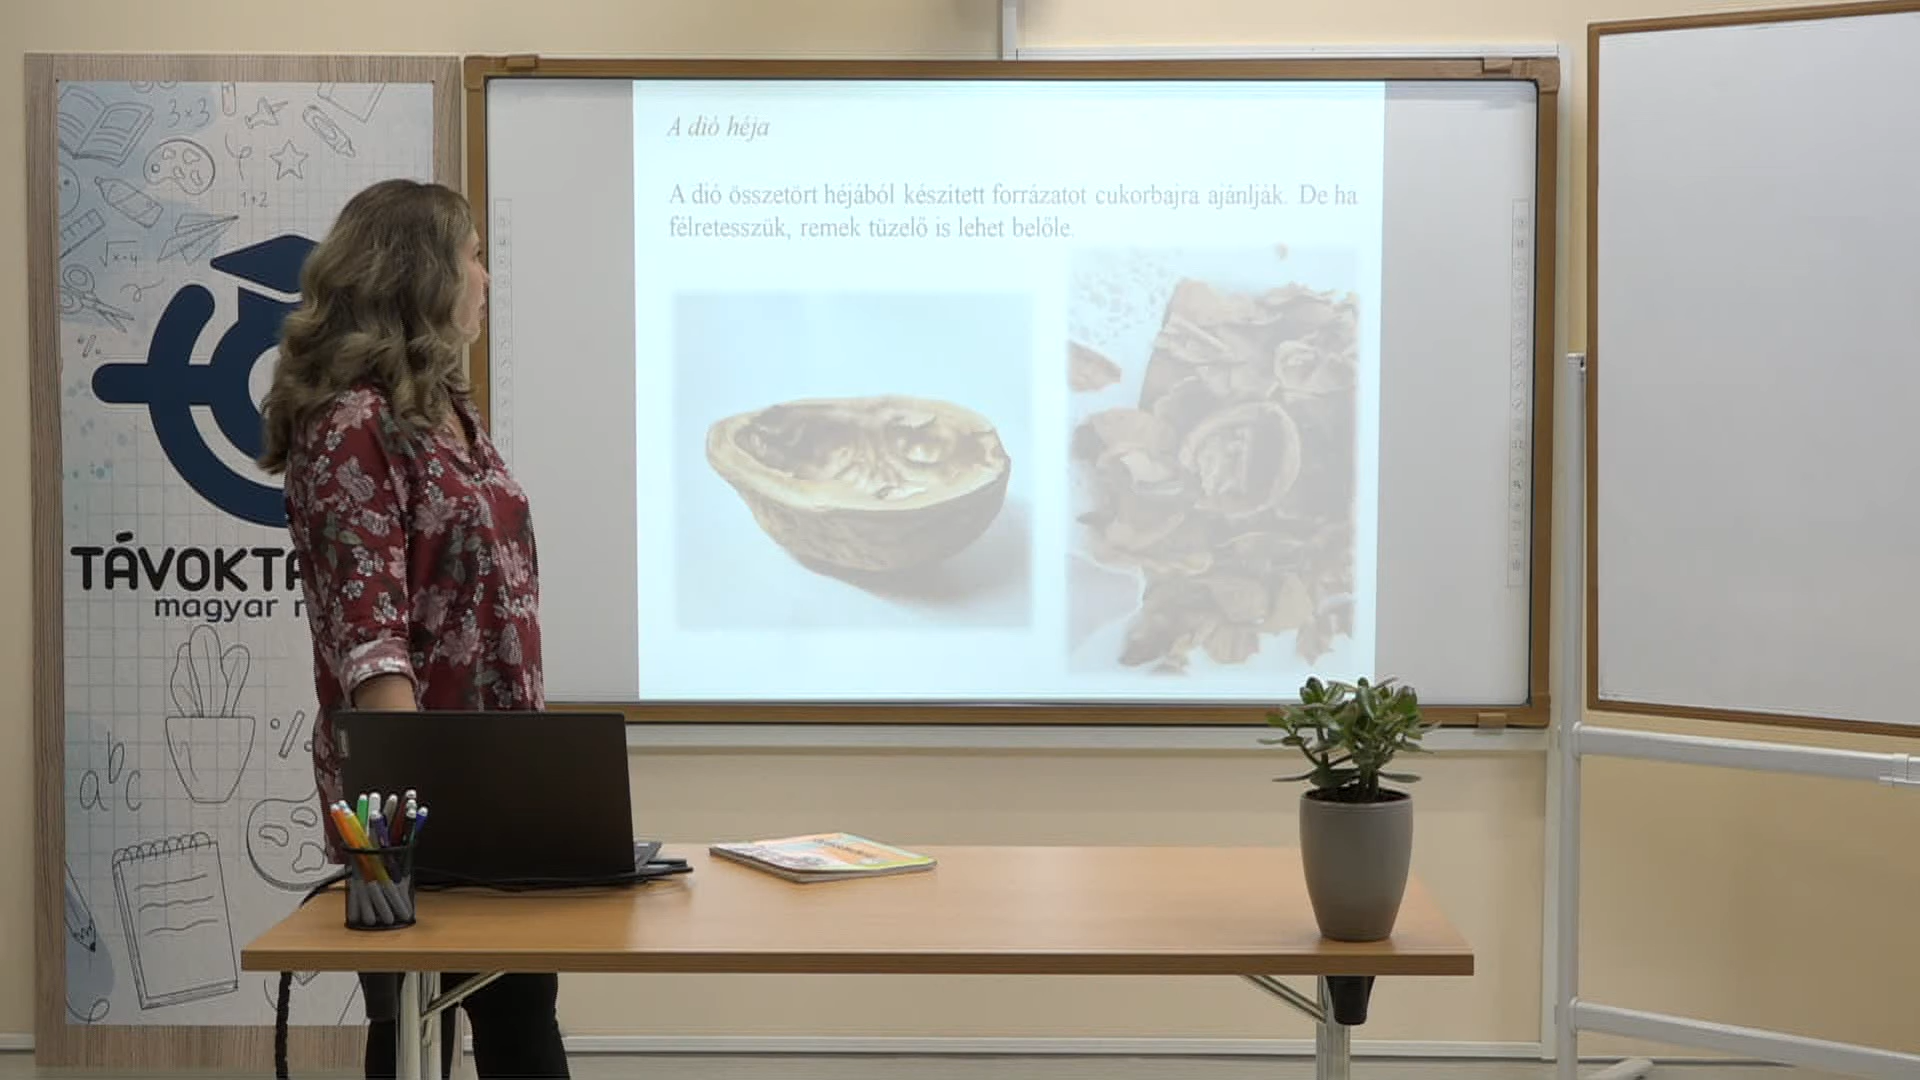 A dió héja
A dió összetört héjából készített forrázatot cukorbajra ajánlják. De ha
félretesszük, remek tüzelő is lehet belőle.
3×3
1+2
√x-4
%
TÁVOKTA
magyar
%
abc